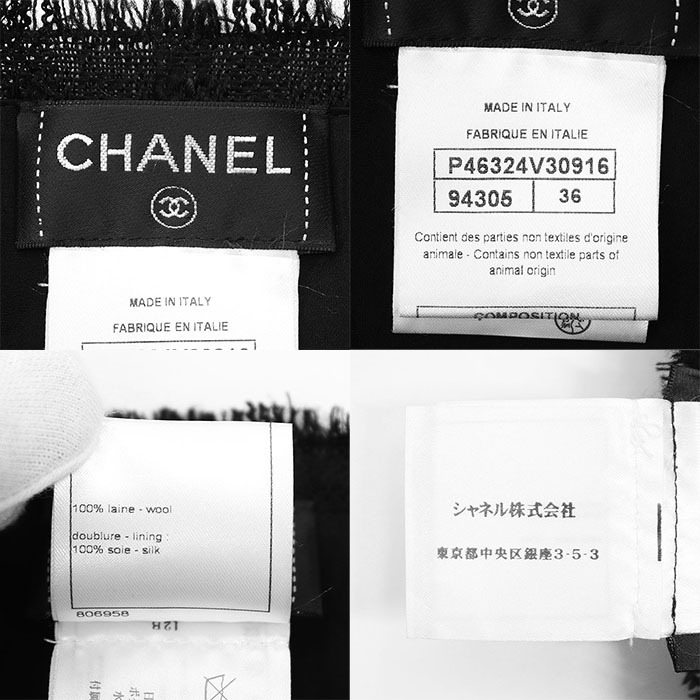 CHANEL
MADE IN ITALY
FABRIQUE EN ITALIE
MADE IN ITALY
FABRIQUE EN ITALIE
P46324V30916
94305 36
Contient des parties non textiles d'origine
animale - Contains non textile parts of
animal origin
COMPOSITION
100% laine - wool
doublure - lining :
100% soie - silk
806958
シャネル株式会社
東京都中央区銀座3-5-3